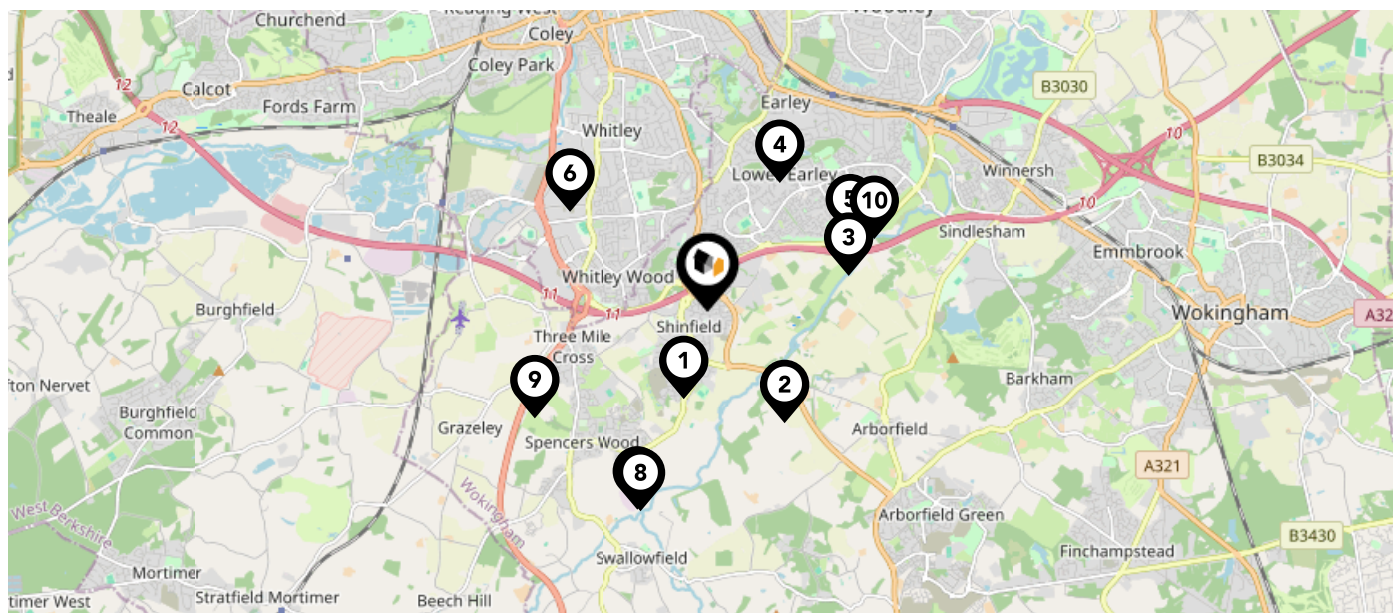 Churchend
Reading West
Coley
Woodley
Coley Park
12
Calcot
B3030
Theale
Fords Farm
Earley
12
Whitley
10
4
B3034
6
Lower Earley
Winnersh
5
10
10
3
Sindlesham
Emmbrook
Whitley Wood
11
Burghfield
11
Wokingham
A32
Shinfield
Three Mile
Cross
1
9
2
Barkham
fton Nervet
Burghfield
Common
Grazeley
Arborfield
Spencers Wood
8
A321
Wokingham
West Berkshire
Arborfield Green
B3430
Finchampstead
Swallowfield
Mortimer
timer West
Stratfield Mortimer
Beech Hill